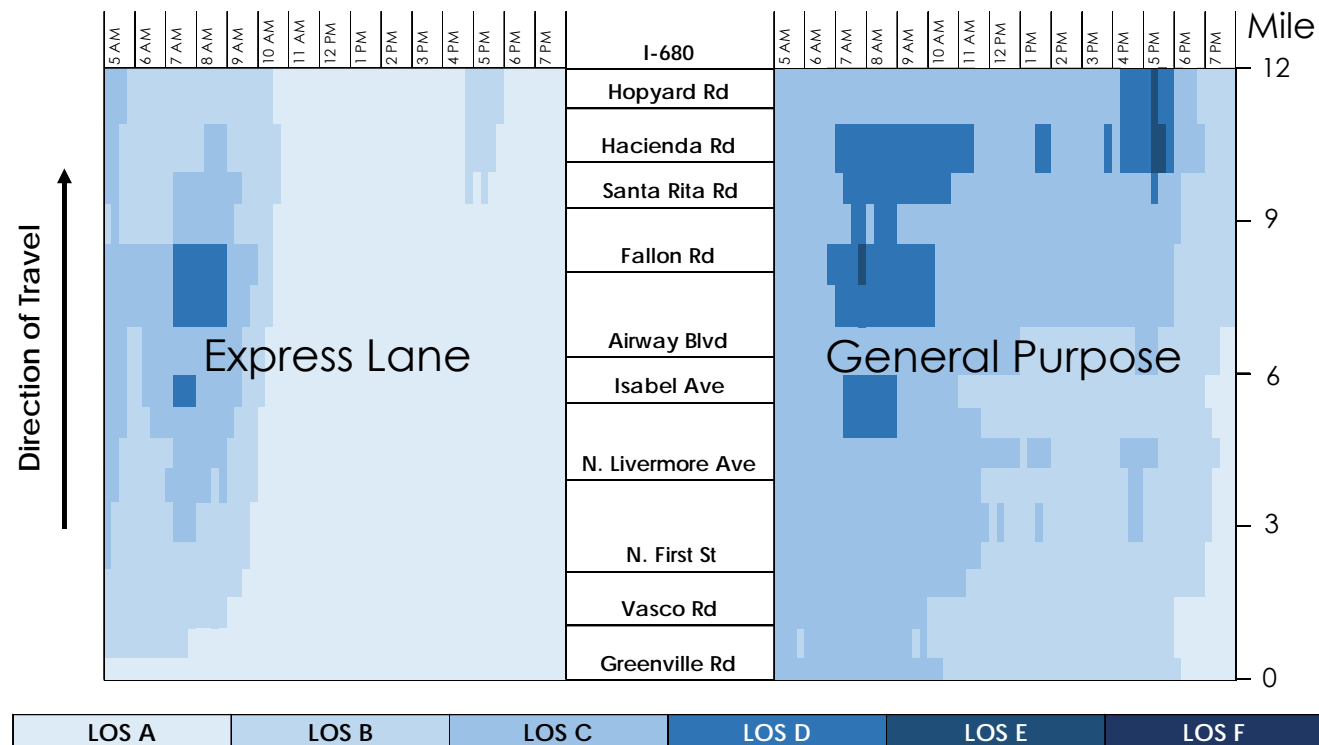 5 AM 6 AM 7 AM 8 AM 9 AM 10 AM 11 AM 12 PM 1 PM 2 PM 3 PM 4 PM 5 PM 6 PM 7 PM
I-680
5 AM 6 AM 7 AM 8 AM 9 AM 10 AM 11 AM 12 PM 1 PM 2 PM 3 PM 4 PM 5 PM 6 PM 7 PM
Mile
12
Hopyard Rd
Hacienda Rd
Santa Rita Rd
9
Fallon Rd
Direction of Travel
Express Lane
Airway Blvd
General Purpose
6
Isabel Ave
N. Livermore Ave
3
N. First St
Vasco Rd
Greenville Rd
0
LOS A LOS B LOS C LOS D LOS E LOS F